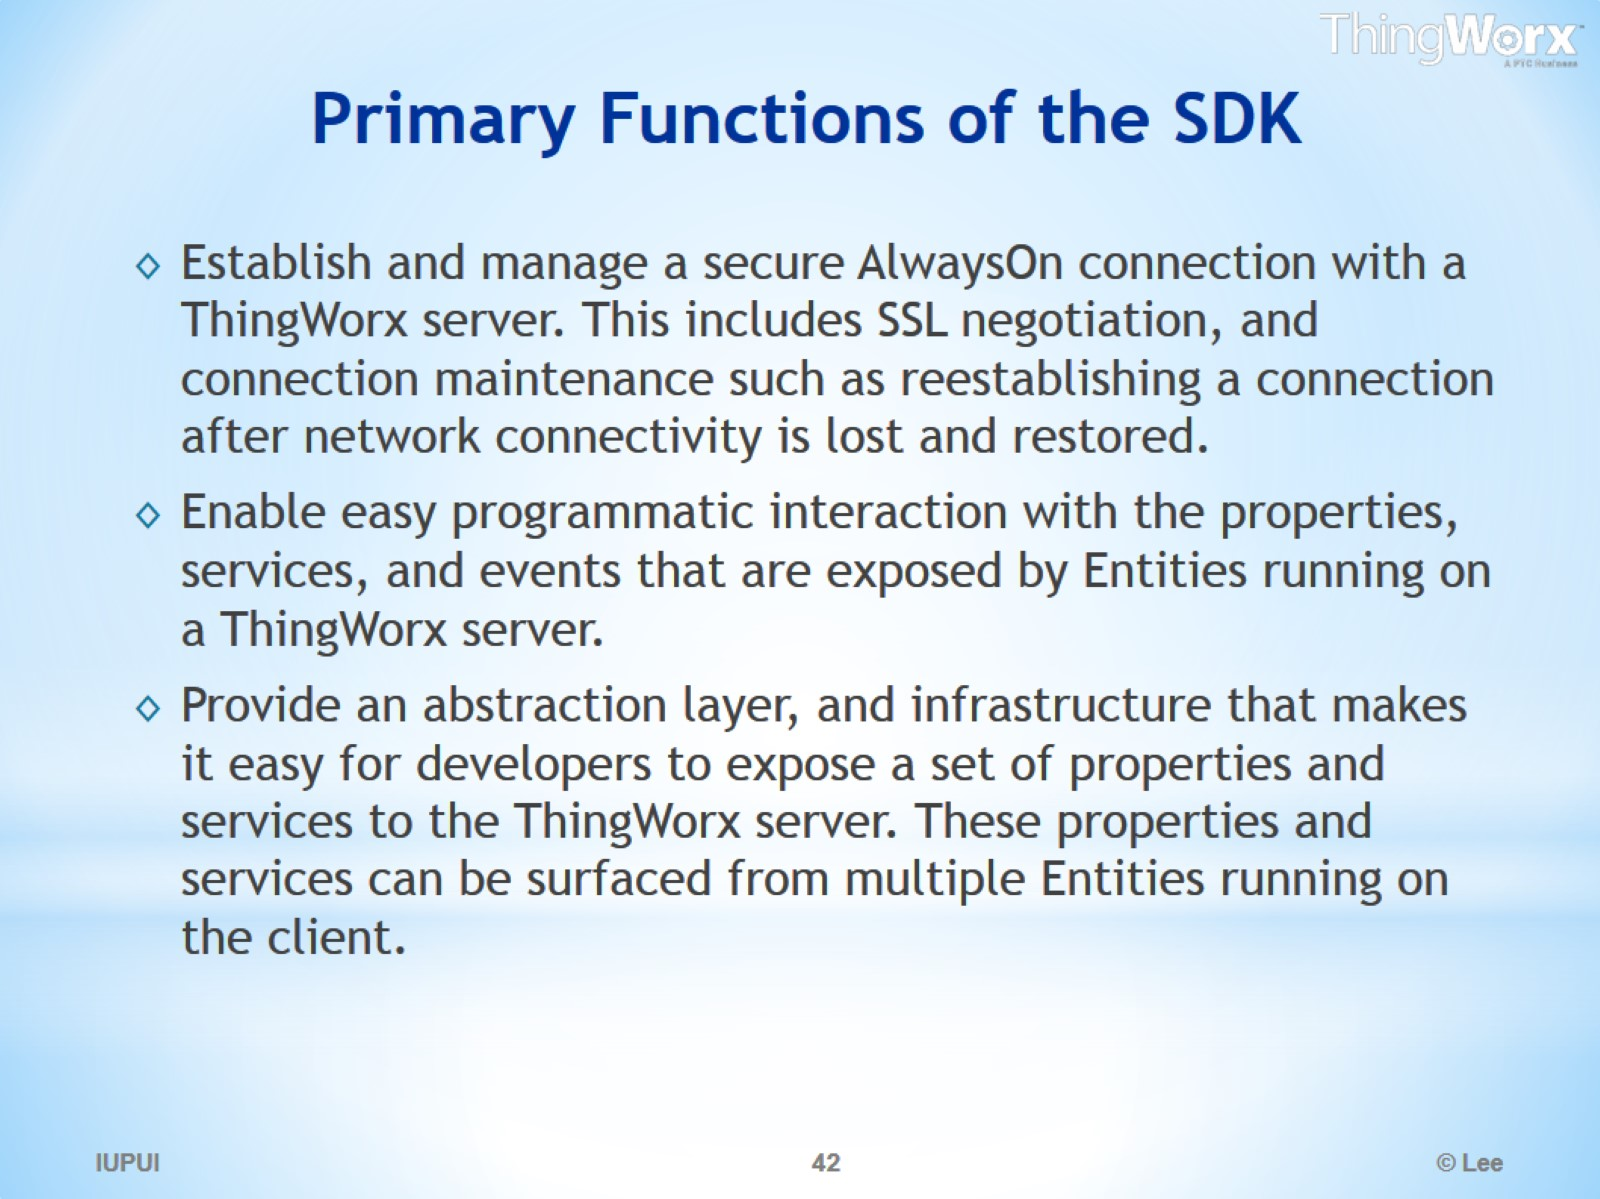 ThingWorx™
A PTC Business
Primary Functions of the SDK
◇ Establish and manage a secure AlwaysOn connection with a
ThingWorx server. This includes SSL negotiation, and
connection maintenance such as reestablishing a connection
after network connectivity is lost and restored.
◇ Enable easy programmatic interaction with the properties,
services, and events that are exposed by Entities running on
a ThingWorx server.
◇ Provide an abstraction layer, and infrastructure that makes
it easy for developers to expose a set of properties and
services to the ThingWorx server. These properties and
services can be surfaced from multiple Entities running on
the client.
IUPUI
42
© Lee